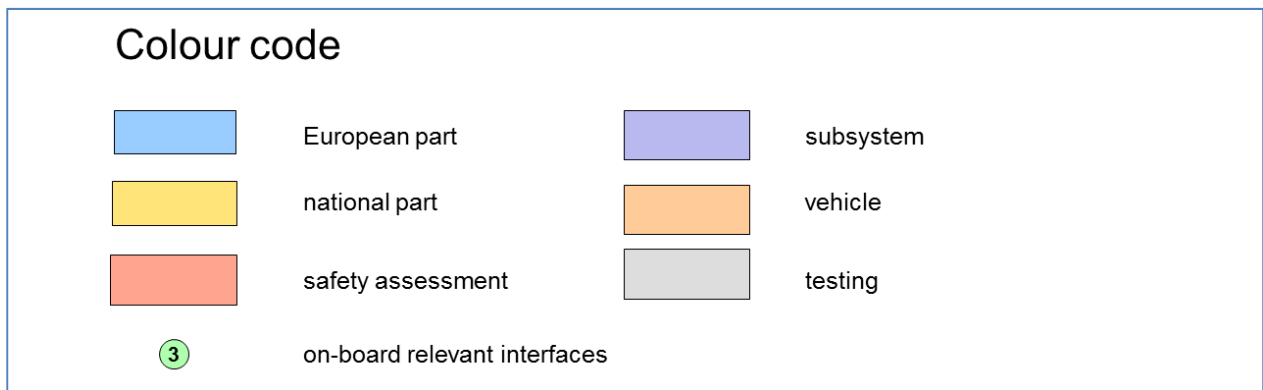 Colour code
European part
subsystem
national part
vehicle
safety assessment
testing
3
on-board relevant interfaces